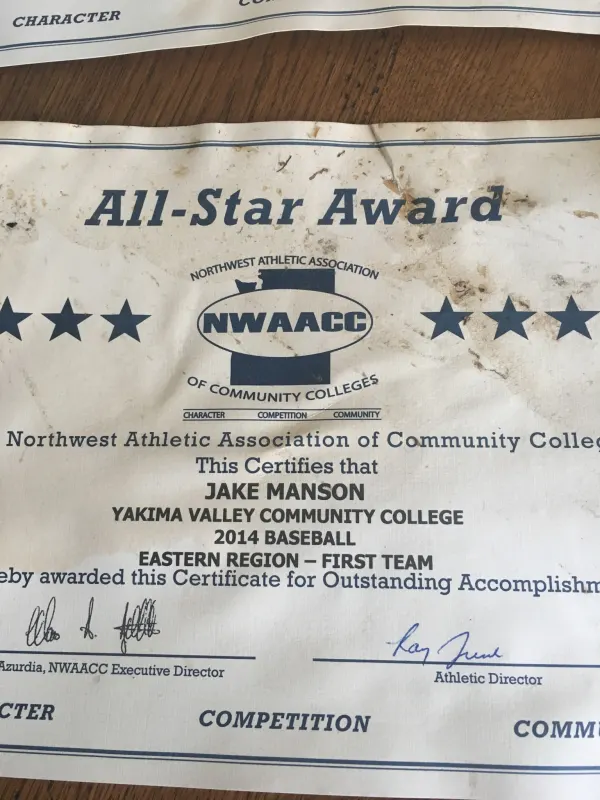 CHARACTER
All-Star Award
NORTHWEST ATHLETIC ASSOCIATION
NWAACC
OF COMMUNITY COLLEGES
CHARACTER COMPETITION COMMUNITY
Northwest Athletic Association of Community Colleg
This Certifies that
JAKE MANSON
YAKIMA VALLEY COMMUNITY COLLEGE
2014 BASEBALL
EASTERN REGION – FIRST TEAM
eby awarded this Certificate for Outstanding Accomplishm
Azurdia, NWAACC Executive Director
Athletic Director
CTER COMPETITION COMMU